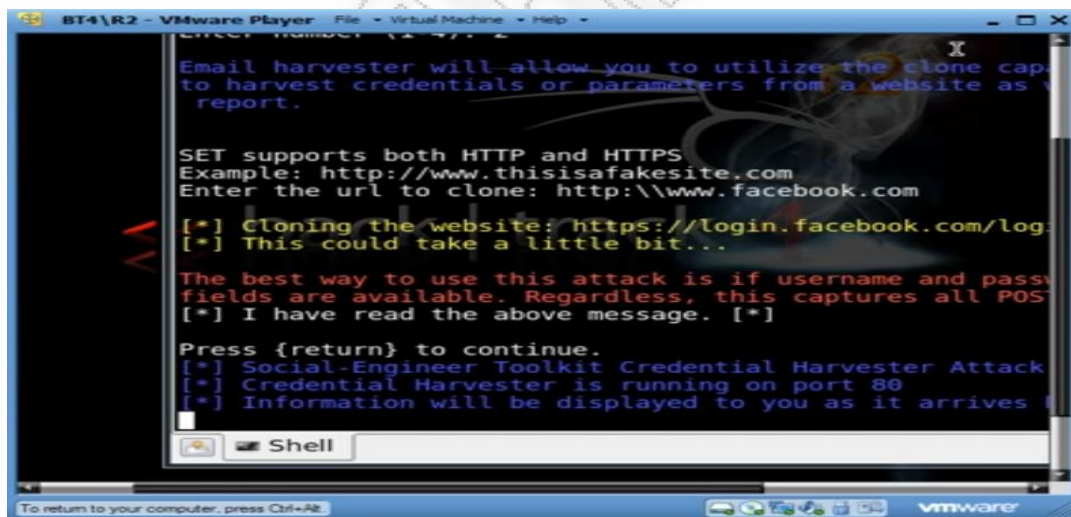 BT4\R2 - VMware Player File Virtual Machine Help
Enter number (1-4): 2
Email harvester will allow you to utilize the clone cap
to harvest credentials or parameters from a website as
report.
SET supports both HTTP and HTTPS
Example: http://www.thisisafakesite.com
Enter the url to clone: http:\\www.facebook.com
[*] Cloning the website: https://login.facebook.com/log
[*] This could take a little bit...
The best way to use this attack is if username and pass
fields are available. Regardless, this captures all POS
[*] I have read the above message. [*]
Press {return} to continue.
[*] Social-Engineer Toolkit Credential Harvester Attack
[*] Credential Harvester is running on port 80
[*] Information will be displayed to you as it arrives
Shell
To return to your computer, press Ctrl+Alt.
vmware